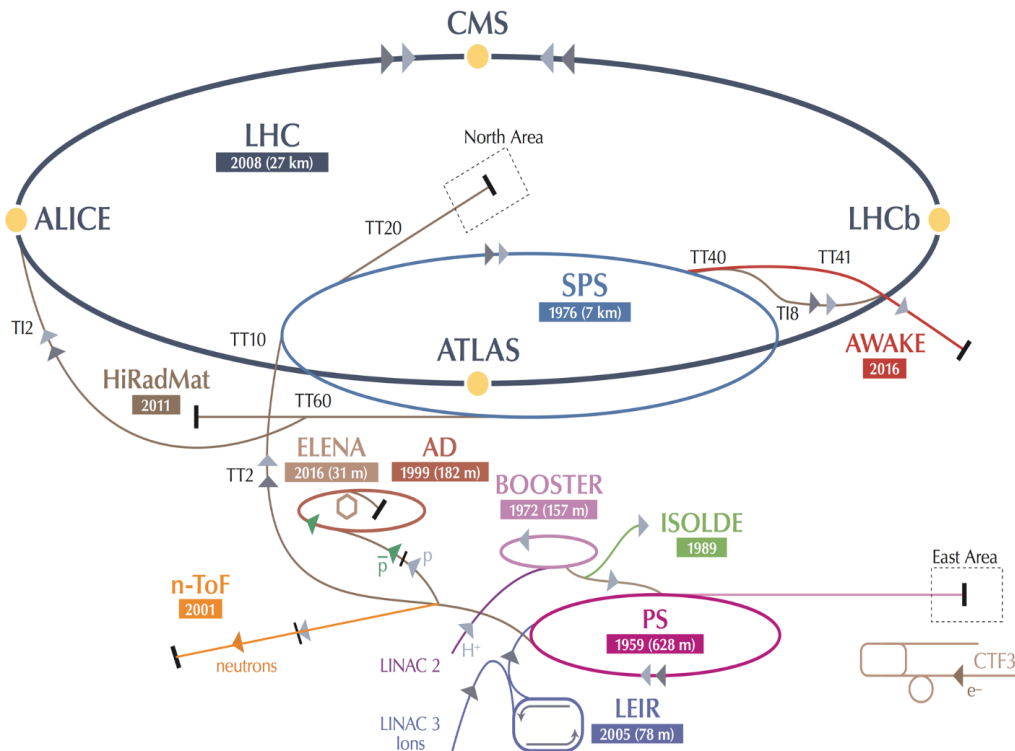 CMS
LHC
2008 (27 km)
North Area
ALICE
LHCb
TT20
TT40
TT41
SPS
1976 (7 km)
TI2
TT10
TI8
ATLAS
AWAKE
2016
HiRadMat
2011
TT60
ELENA
2016 (31 m)
AD
1999 (182 m)
TT2
BOOSTER
1972 (157 m)
ISOLDE
1989
p̅
p
East Area
n-ToF
2001
neutrons
PS
1959 (628 m)
H⁺
LINAC 2
CTF3
e⁻
LEIR
2005 (78 m)
LINAC 3
Ions